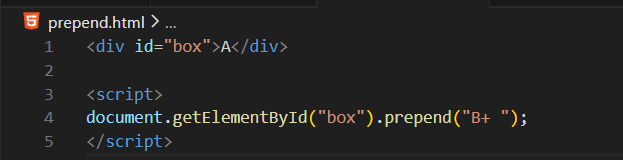 prepend.html > ...
1 <div id="box">A</div>
2
3 <script>
4 document.getElementById("box").prepend("B+ ");
5 </script>